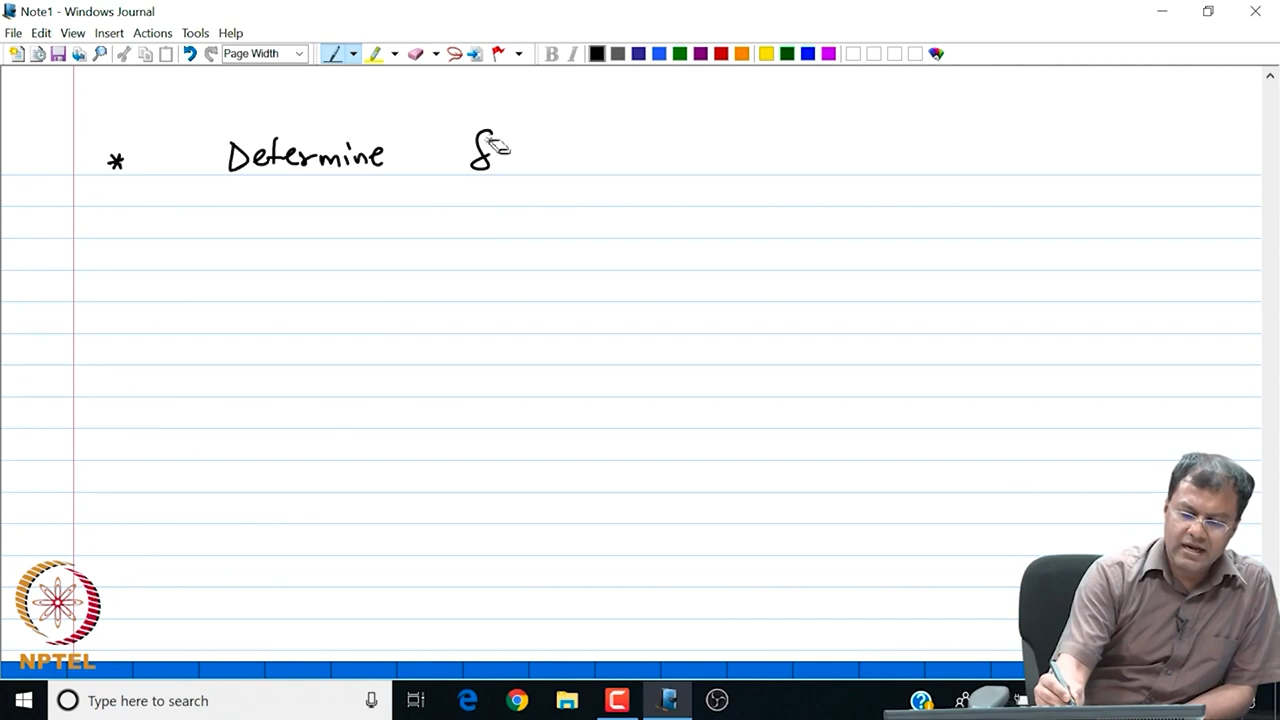 Note1 - Windows Journal
File Edit View Insert Actions Tools Help
Page Width B I
* Determine
NPTEL
Type here to search